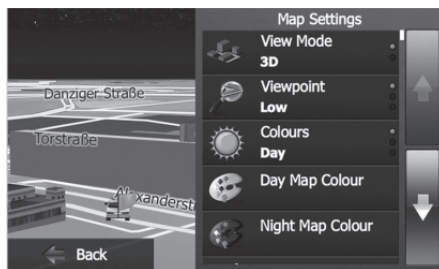 Map Settings
View Mode
3D
Viewpoint
Low
Colours
Day
Day Map Colour
Night Map Colour
Danziger Straße
Torstraße
Alexanderst
Back